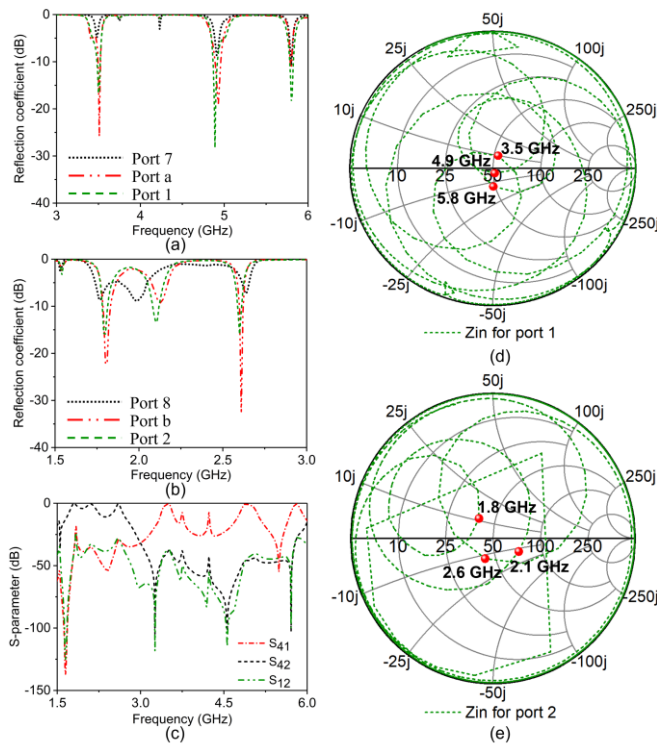 0
-10
-20
-30
-40
Reflection coefficient (dB)
Port 7
Port a
Port 1
3 4 5 6
Frequency (GHz)
(a)
0
-10
-20
-30
-40
Reflection coefficient (dB)
Port 8
Port b
Port 2
1.5 2.0 2.5 3.0
Frequency (GHz)
(b)
0
-50
-100
-150
S-parameter (dB)
S41
S42
S12
1.5 3.0 4.5 6.0
Frequency (GHz)
(c)
50j
25j 100j
10j 250j
3.5 GHz
4.9 GHz
10 25 50 100 250
5.8 GHz
-10j -250j
-25j -100j
-50j
Zin for port 1
(d)
50j
25j 100j
10j 250j
1.8 GHz
10 25 50 100 250
2.6 GHz 2.1 GHz
-10j -250j
-25j -100j
-50j
Zin for port 2
(e)